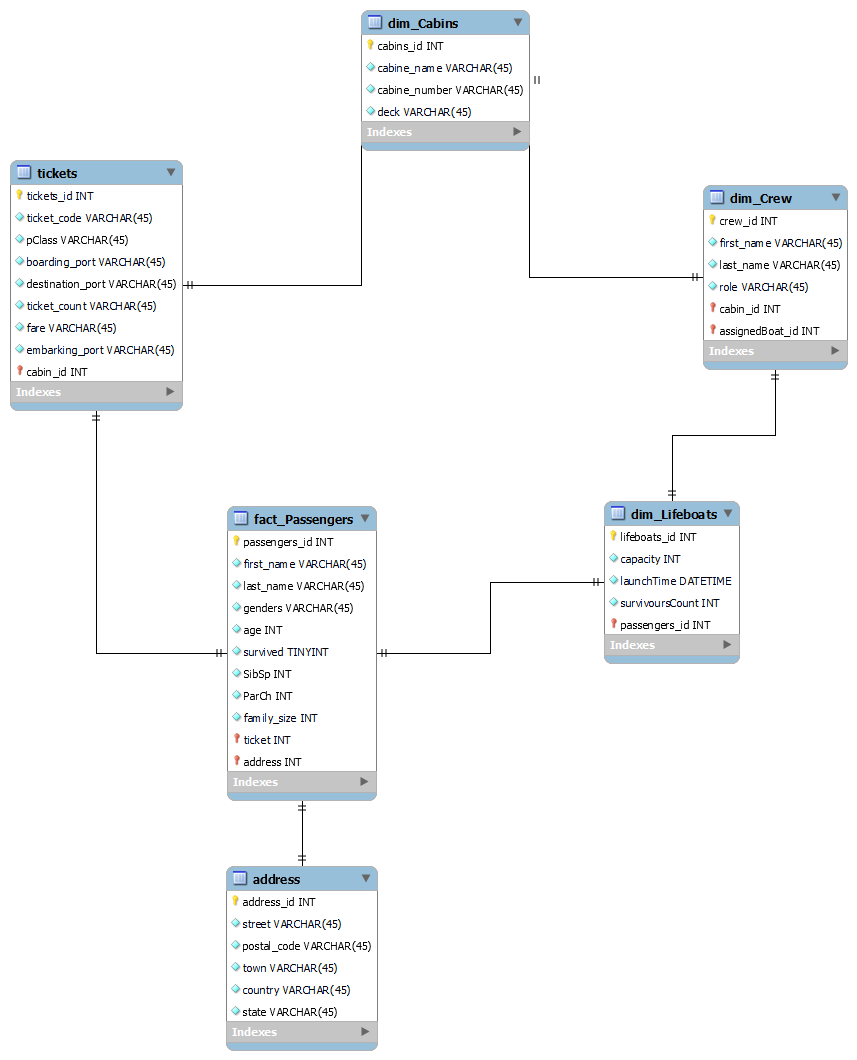 dim_Cabins
cabins_id INT
cabine_name VARCHAR(45)
cabine_number VARCHAR(45)
deck VARCHAR(45)
Indexes
tickets
tickets_id INT
ticket_code VARCHAR(45)
pClass VARCHAR(45)
boarding_port VARCHAR(45)
destination_port VARCHAR(45)
ticket_count VARCHAR(45)
fare VARCHAR(45)
embarking_port VARCHAR(45)
cabin_id INT
Indexes
dim_Crew
crew_id INT
first_name VARCHAR(45)
last_name VARCHAR(45)
role VARCHAR(45)
cabin_id INT
assignedBoat_id INT
Indexes
fact_Passengers
passengers_id INT
first_name VARCHAR(45)
last_name VARCHAR(45)
genders VARCHAR(45)
age INT
survived TINYINT
SibSp INT
ParCh INT
family_size INT
ticket INT
address INT
Indexes
dim_Lifeboats
lifeboats_id INT
capacity INT
launchTime DATETIME
survivoursCount INT
passengers_id INT
Indexes
address
address_id INT
street VARCHAR(45)
postal_code VARCHAR(45)
town VARCHAR(45)
country VARCHAR(45)
state VARCHAR(45)
Indexes